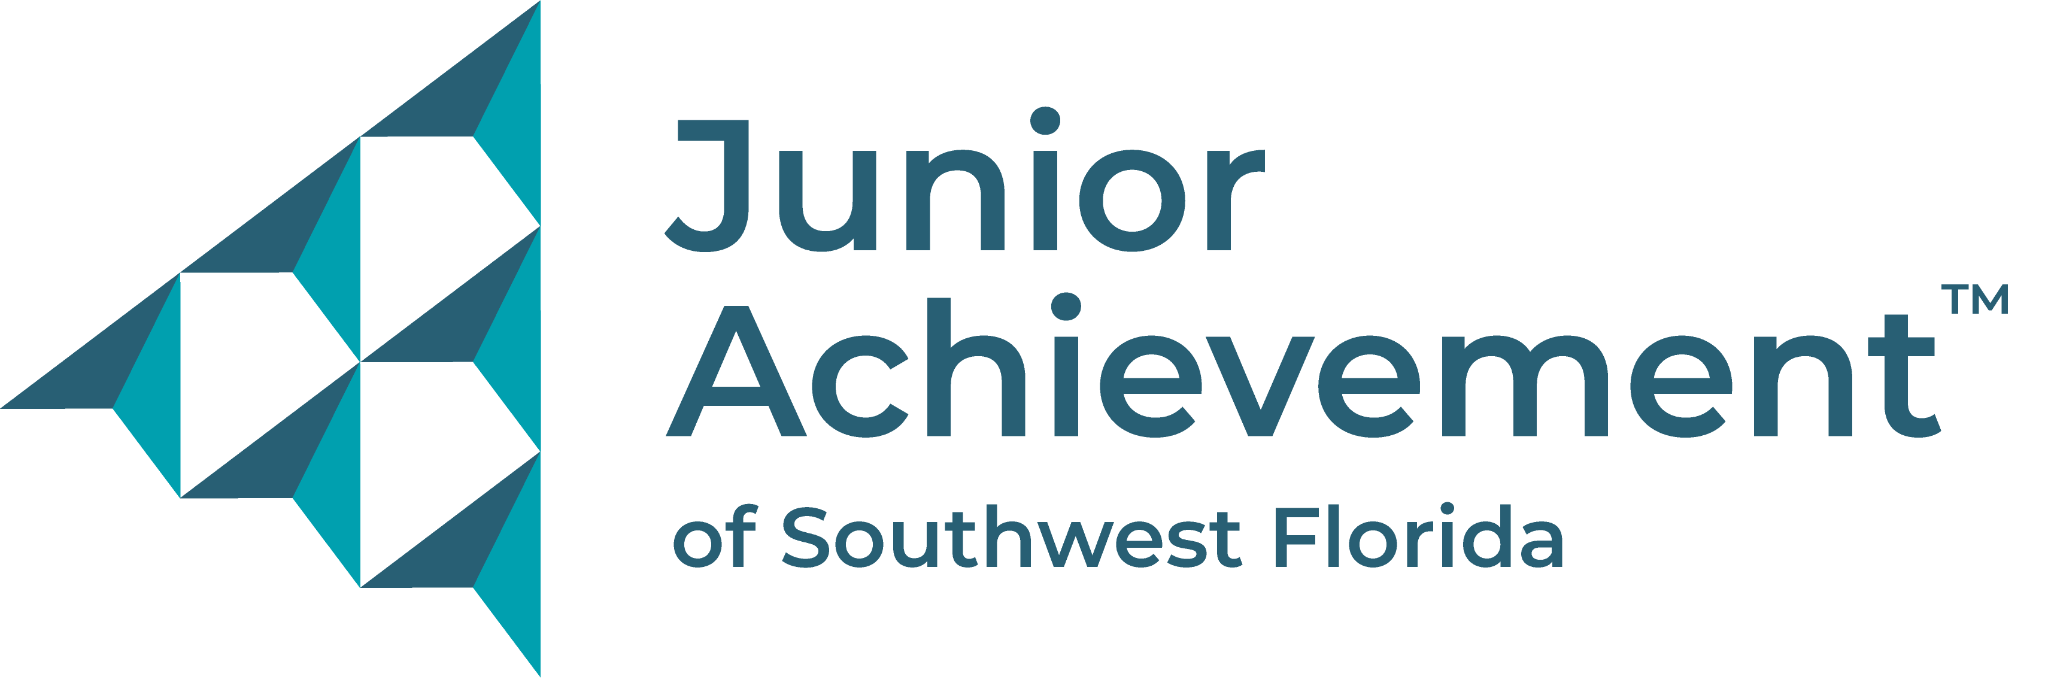 Junior
Achievement™
of Southwest Florida